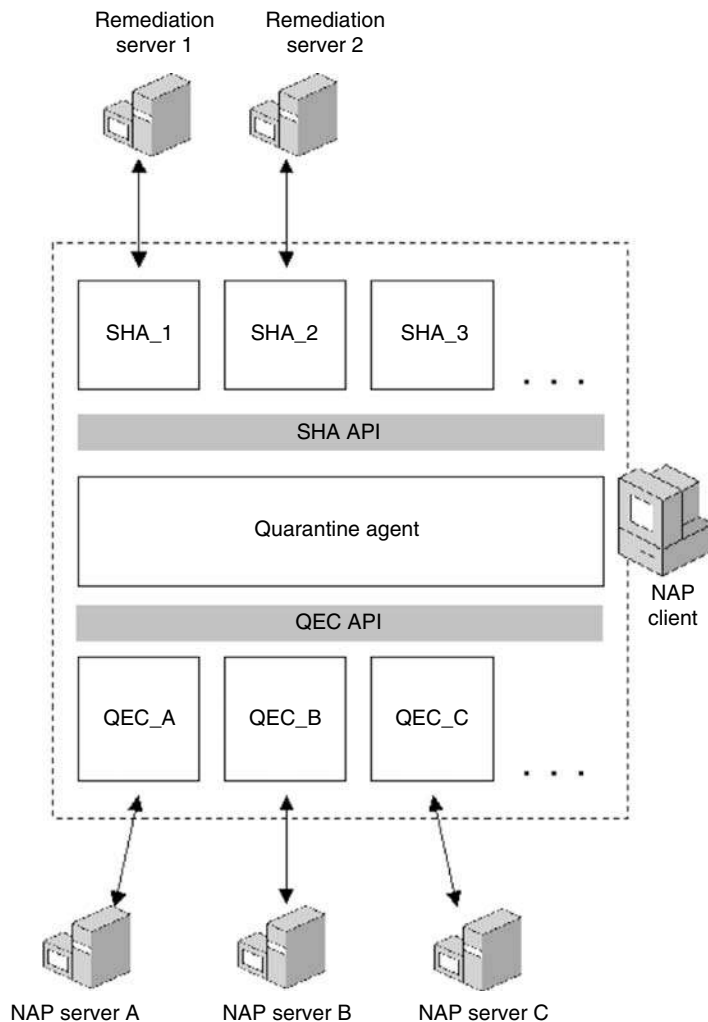 Remediation
server 1
Remediation
server 2
SHA_1
SHA_2
SHA_3
. . .
SHA API
Quarantine agent
NAP
client
QEC API
QEC_A
QEC_B
QEC_C
. . .
NAP server A
NAP server B
NAP server C